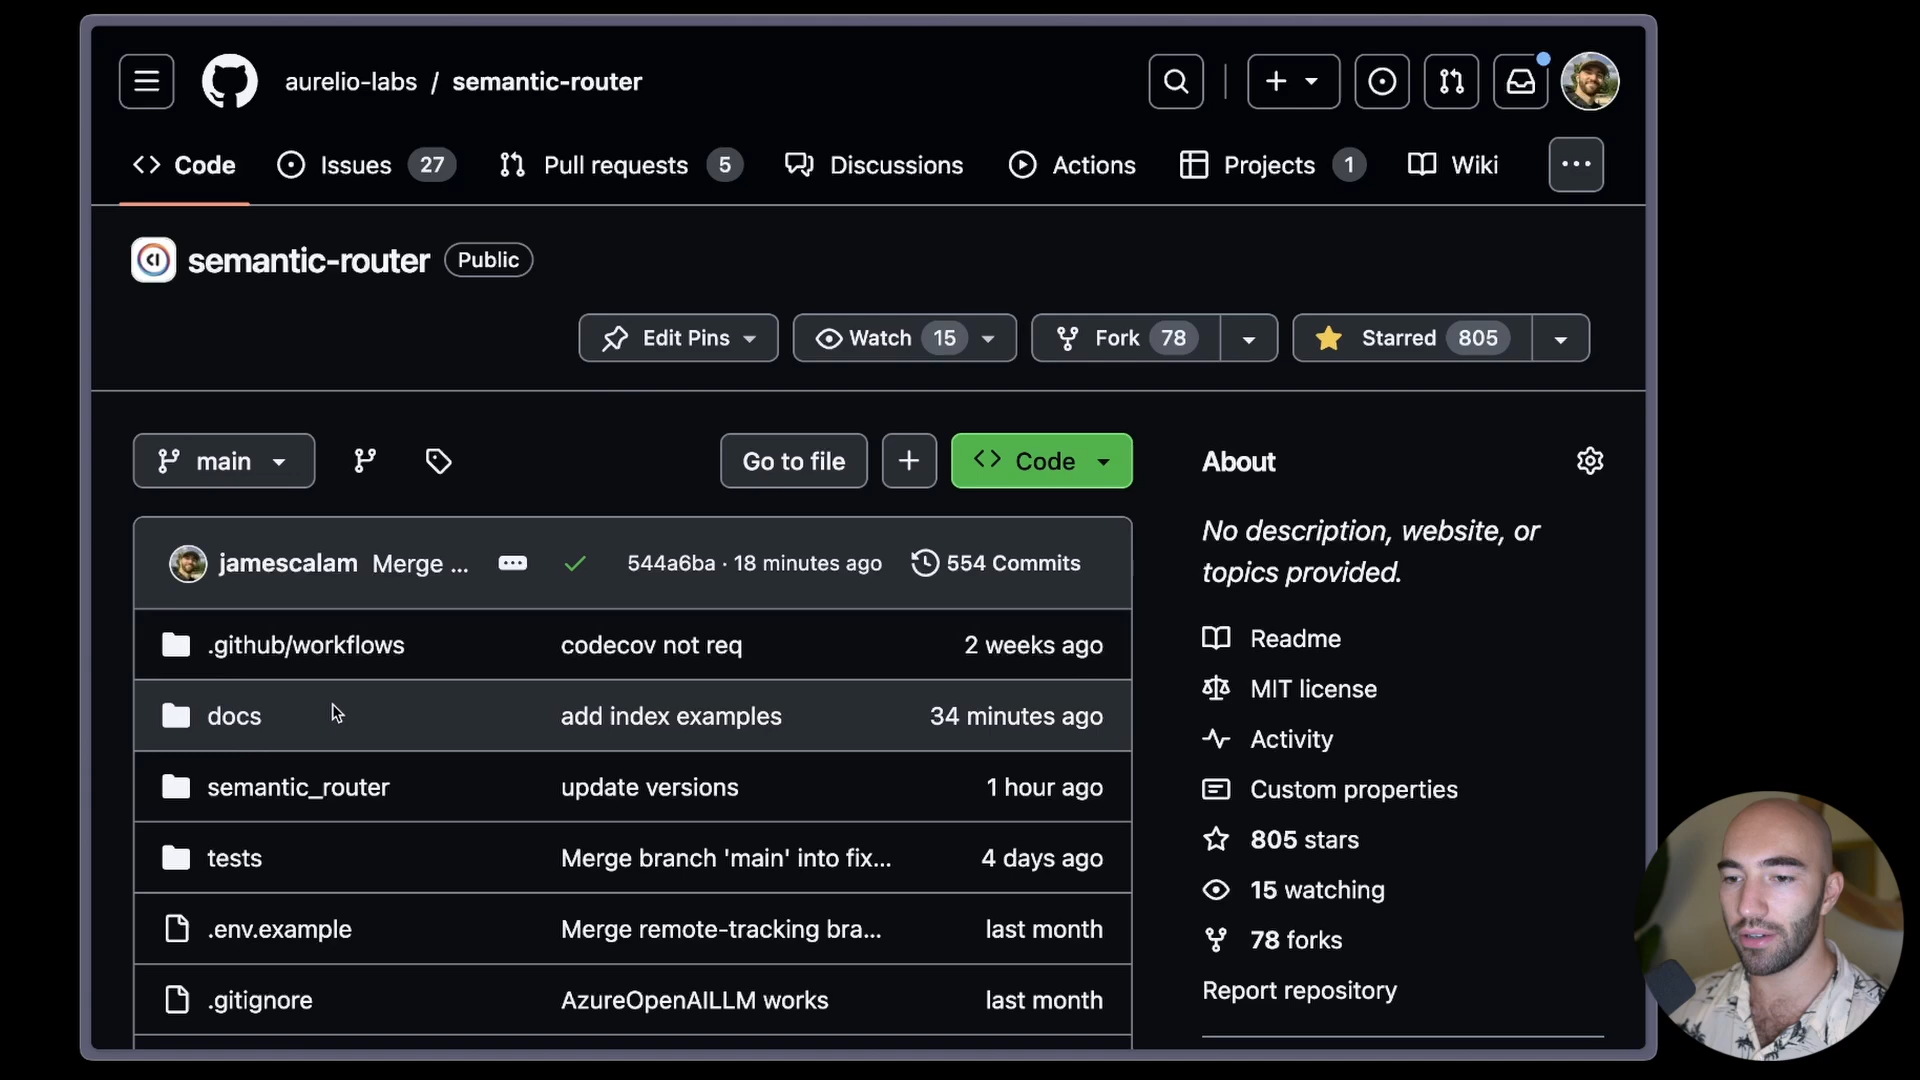 aurelio-labs / semantic-router
Code
Issues 27
Pull requests 5
Discussions
Actions
Projects 1
Wiki
semantic-router Public
Edit Pins
Watch 15
Fork 78
Starred 805
main
Go to file
Code
jamescalam Merge ... 544a6ba · 18 minutes ago 554 Commits
.github/workflows codecov not req 2 weeks ago
docs add index examples 34 minutes ago
semantic_router update versions 1 hour ago
tests Merge branch 'main' into fix... 4 days ago
.env.example Merge remote-tracking bra... last month
.gitignore AzureOpenAILLM works last month
About
No description, website, or
topics provided.
Readme
MIT license
Activity
Custom properties
805 stars
15 watching
78 forks
Report repository